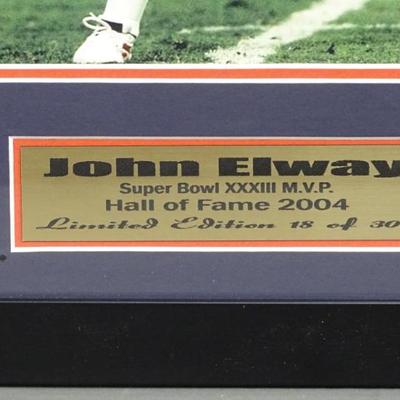 John Elway
Super Bowl XXXIII M.V.P.
Hall of Fame 2004
Limited Edition 18 of 30